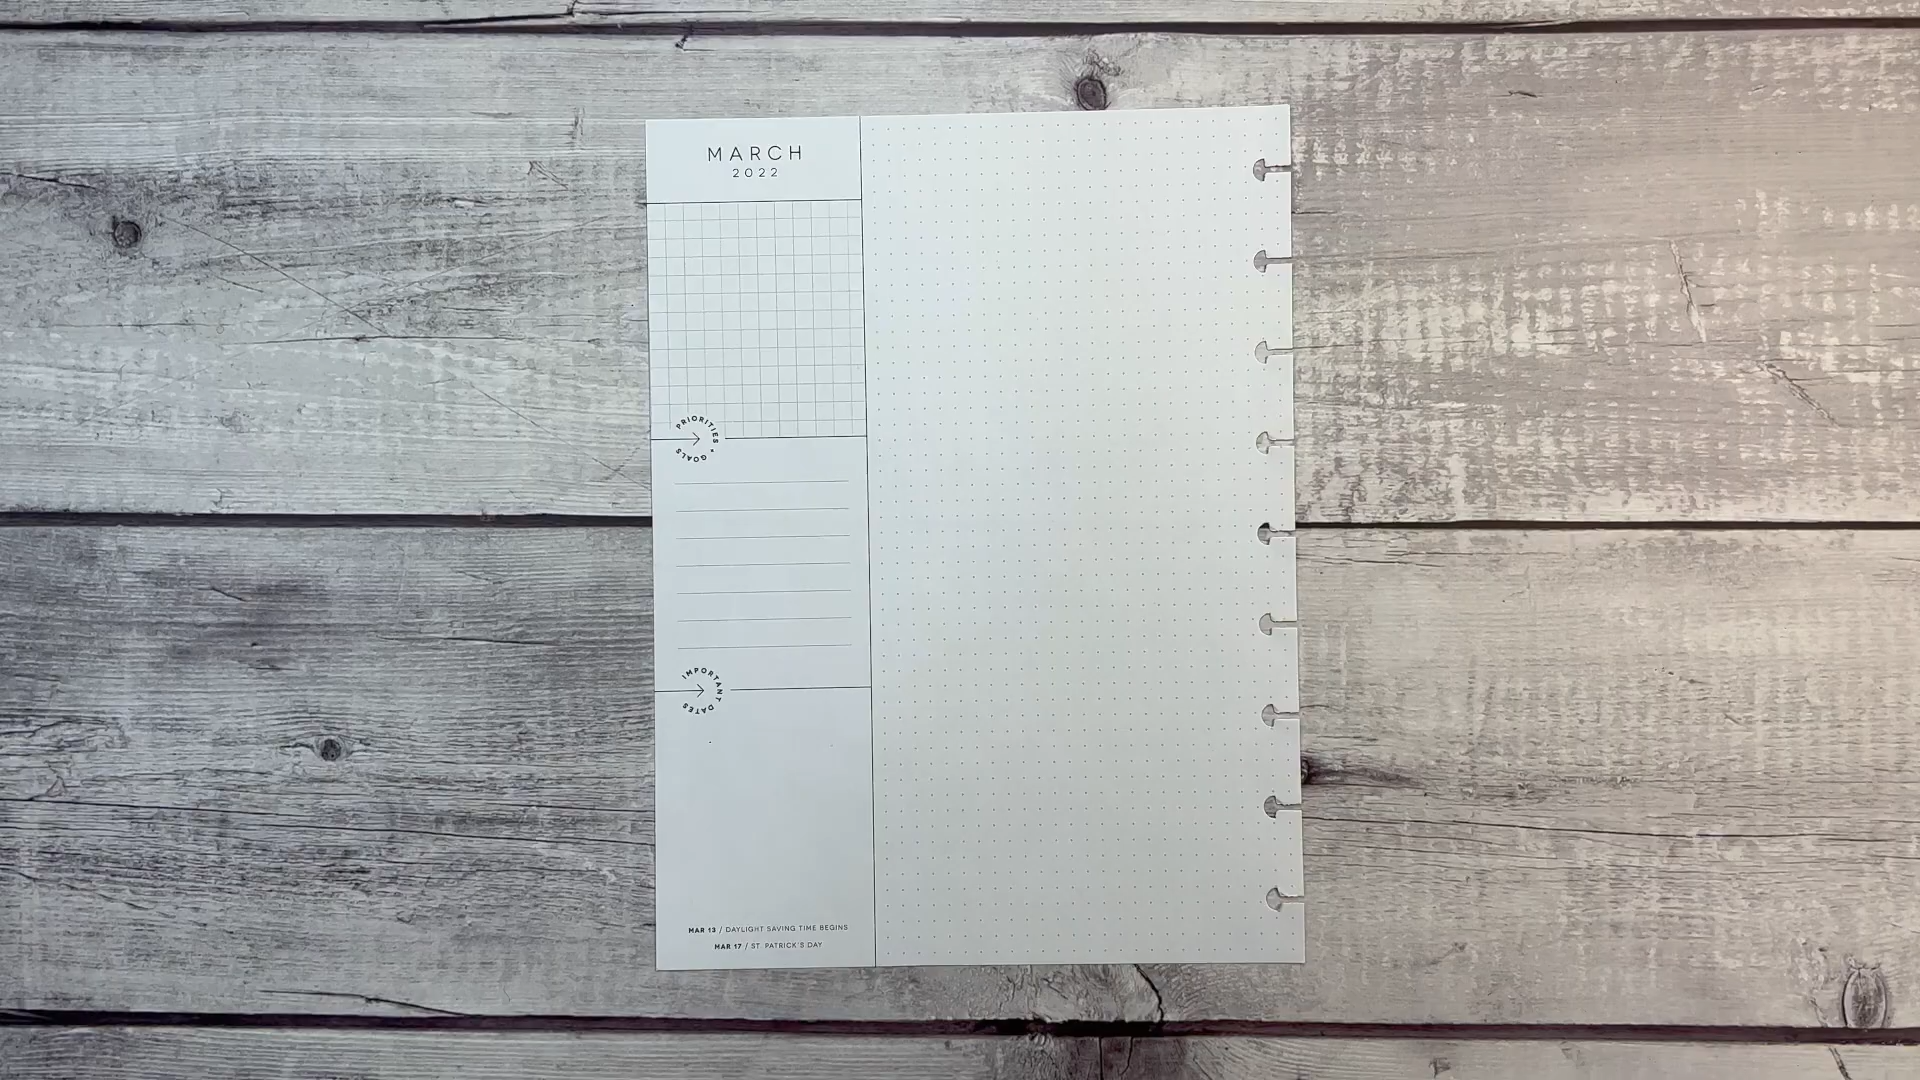 MARCH
2022
PRIORITIES + GOALS
IMPORTANT DATES
MAR 13 / DAYLIGHT SAVING TIME BEGINS
MAR 17 / ST. PATRICK'S DAY